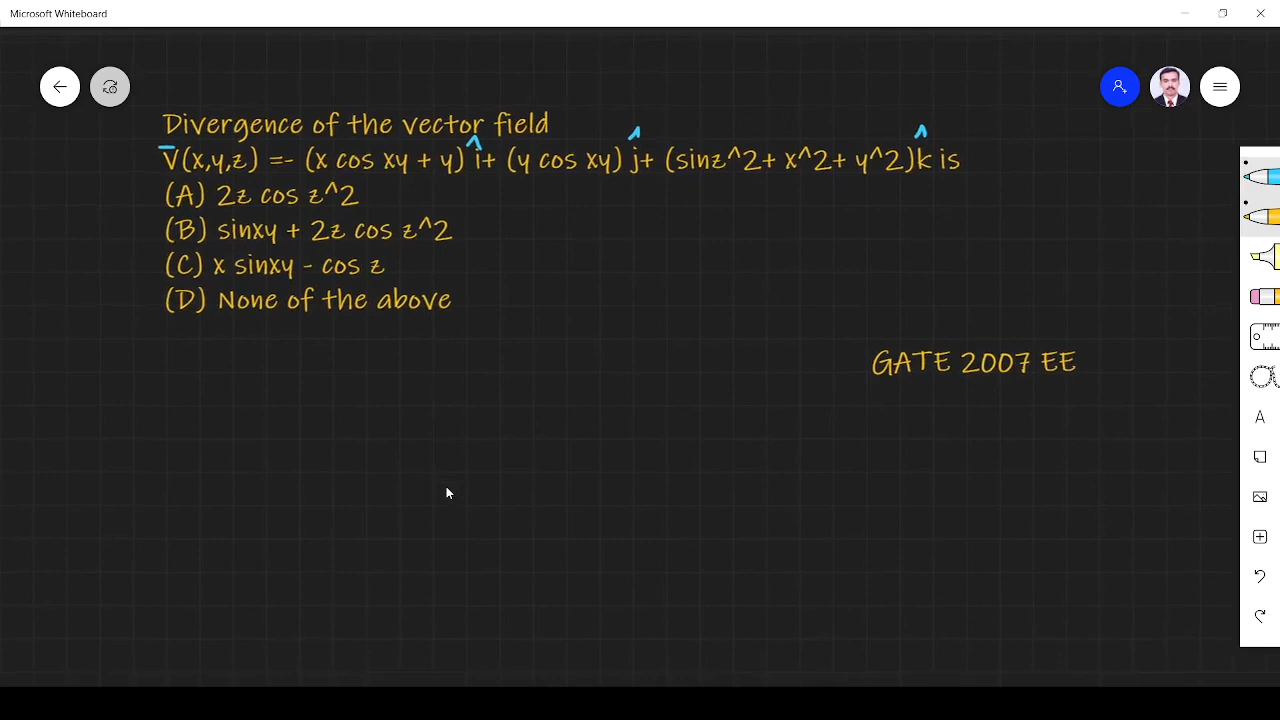 Microsoft Whiteboard
Divergence of the vector field
V̅(x,y,z) =- (x cos xy + y) î+ (y cos xy) ĵ+ (sinz^2+ x^2+ y^2)k̂ is
(A) 2z cos z^2
(B) sinxy + 2z cos z^2
(C) x sinxy - cos z
(D) None of the above
GATE 2007 EE
A